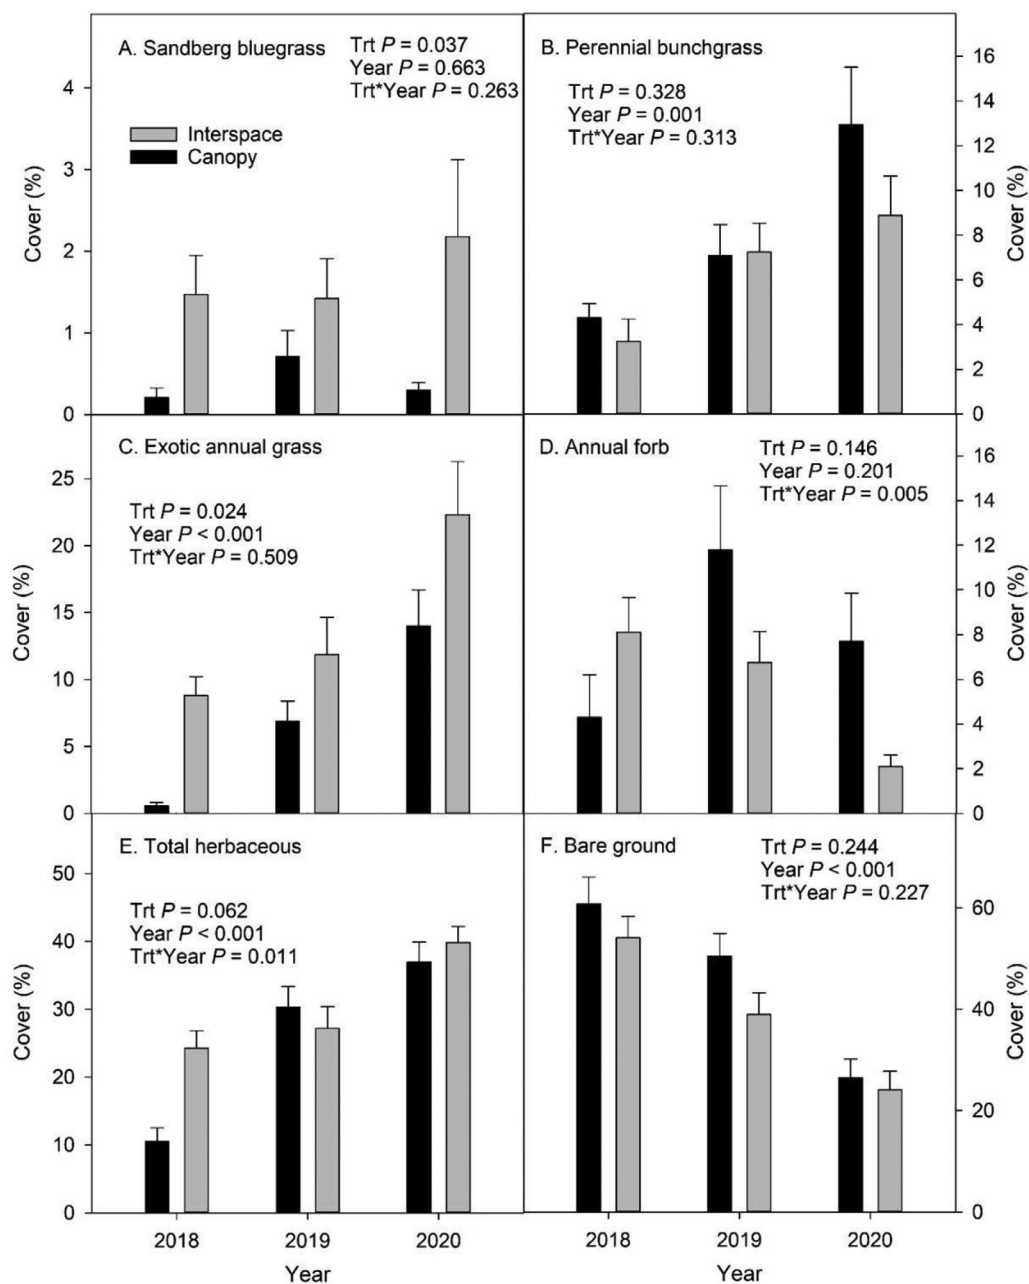 A. Sandberg bluegrass
Trt P = 0.037
Year P = 0.663
Trt*Year P = 0.263
Interspace
Canopy
Cover (%)
4
3
2
1
0
B. Perennial bunchgrass
Trt P = 0.328
Year P = 0.001
Trt*Year P = 0.313
16
14
12
10
8
6
4
2
0
Cover (%)
C. Exotic annual grass
Trt P = 0.024
Year P < 0.001
Trt*Year P = 0.509
Cover (%)
25
20
15
10
5
0
D. Annual forb
Trt P = 0.146
Year P = 0.201
Trt*Year P = 0.005
16
14
12
10
8
6
4
2
0
Cover (%)
E. Total herbaceous
Trt P = 0.062
Year P < 0.001
Trt*Year P = 0.011
Cover (%)
50
40
30
20
10
0
2018 2019 2020
Year
F. Bare ground
Trt P = 0.244
Year P < 0.001
Trt*Year P = 0.227
60
40
20
0
Cover (%)
2018 2019 2020
Year